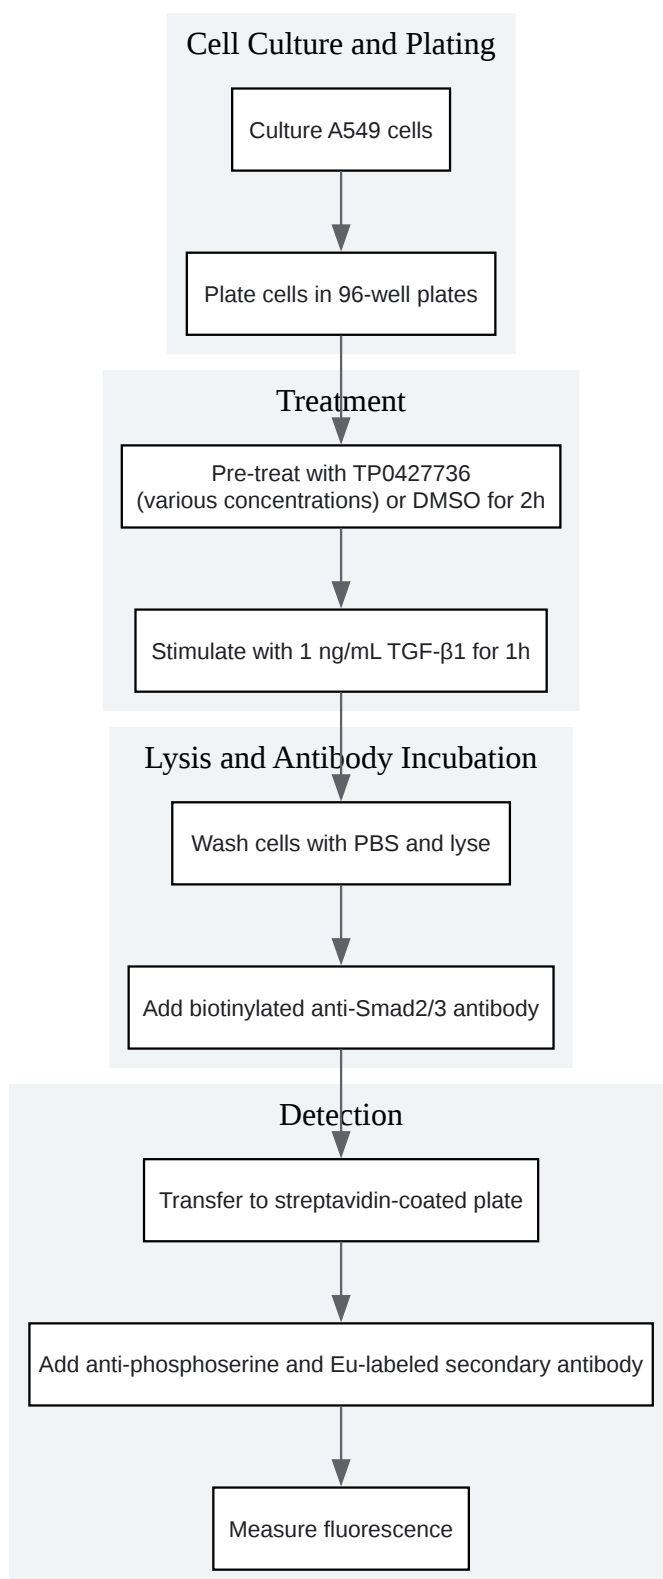 Cell Culture and Plating
Culture A549 cells
Plate cells in 96-well plates
Treatment
Pre-treat with TP0427736
(various concentrations) or DMSO for 2h
Stimulate with 1 ng/mL TGF-β1 for 1h
Lysis and Antibody Incubation
Wash cells with PBS and lyse
Add biotinylated anti-Smad2/3 antibody
Detection
Transfer to streptavidin-coated plate
Add anti-phosphoserine and Eu-labeled secondary antibody
Measure fluorescence